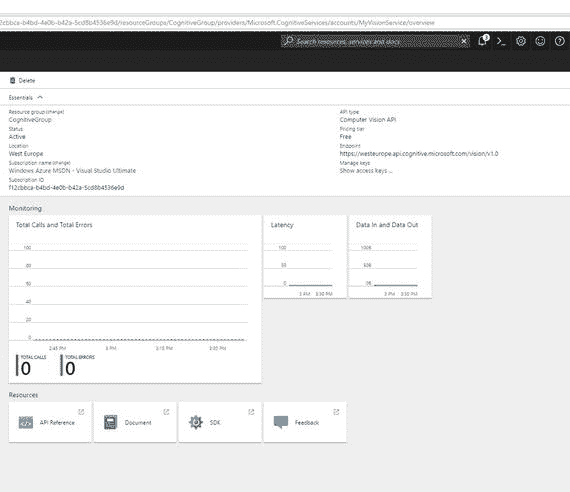 2cbbca-b4bd-4e0b-b42a-5cd8b4536e9d/resourceGroups/CognitiveGroup/providers/Microsoft.CognitiveServices/accounts/MyVisionService/overview
Search resources, services and docs
Delete
Essentials
Resource group (change)
CognitiveGroup
Status
Active
Location
West Europe
Subscription name (change)
Windows Azure MSDN - Visual Studio Ultimate
Subscription ID
f12cbbca-b4bd-4e0b-b42a-5cd8b4536e9d
API type
Computer Vision API
Pricing tier
Free
Endpoint
https://westeurope.api.cognitive.microsoft.com/vision/v1.0
Manage keys
Show access keys ...
Monitoring
Total Calls and Total Errors
100
80
60
40
20
0
2:45 PM 3 PM 3:15 PM 3:30 PM
TOTAL CALLS
0
TOTAL ERRORS
0
Latency
100
50
0
3 PM 3:30 PM
Data In and Data Out
100B
50B
0B
3 PM 3:30 PM
Resources
API Reference
Document
SDK
Feedback